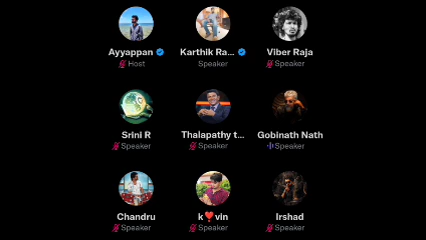 Ayyappan Karthik Ra... Viber Raja
Host Speaker Speaker
Srini R Thalapathy t... Gobinath Nath
Speaker Speaker Speaker
Chandru k❣️vin Irshad
Speaker Speaker Speaker